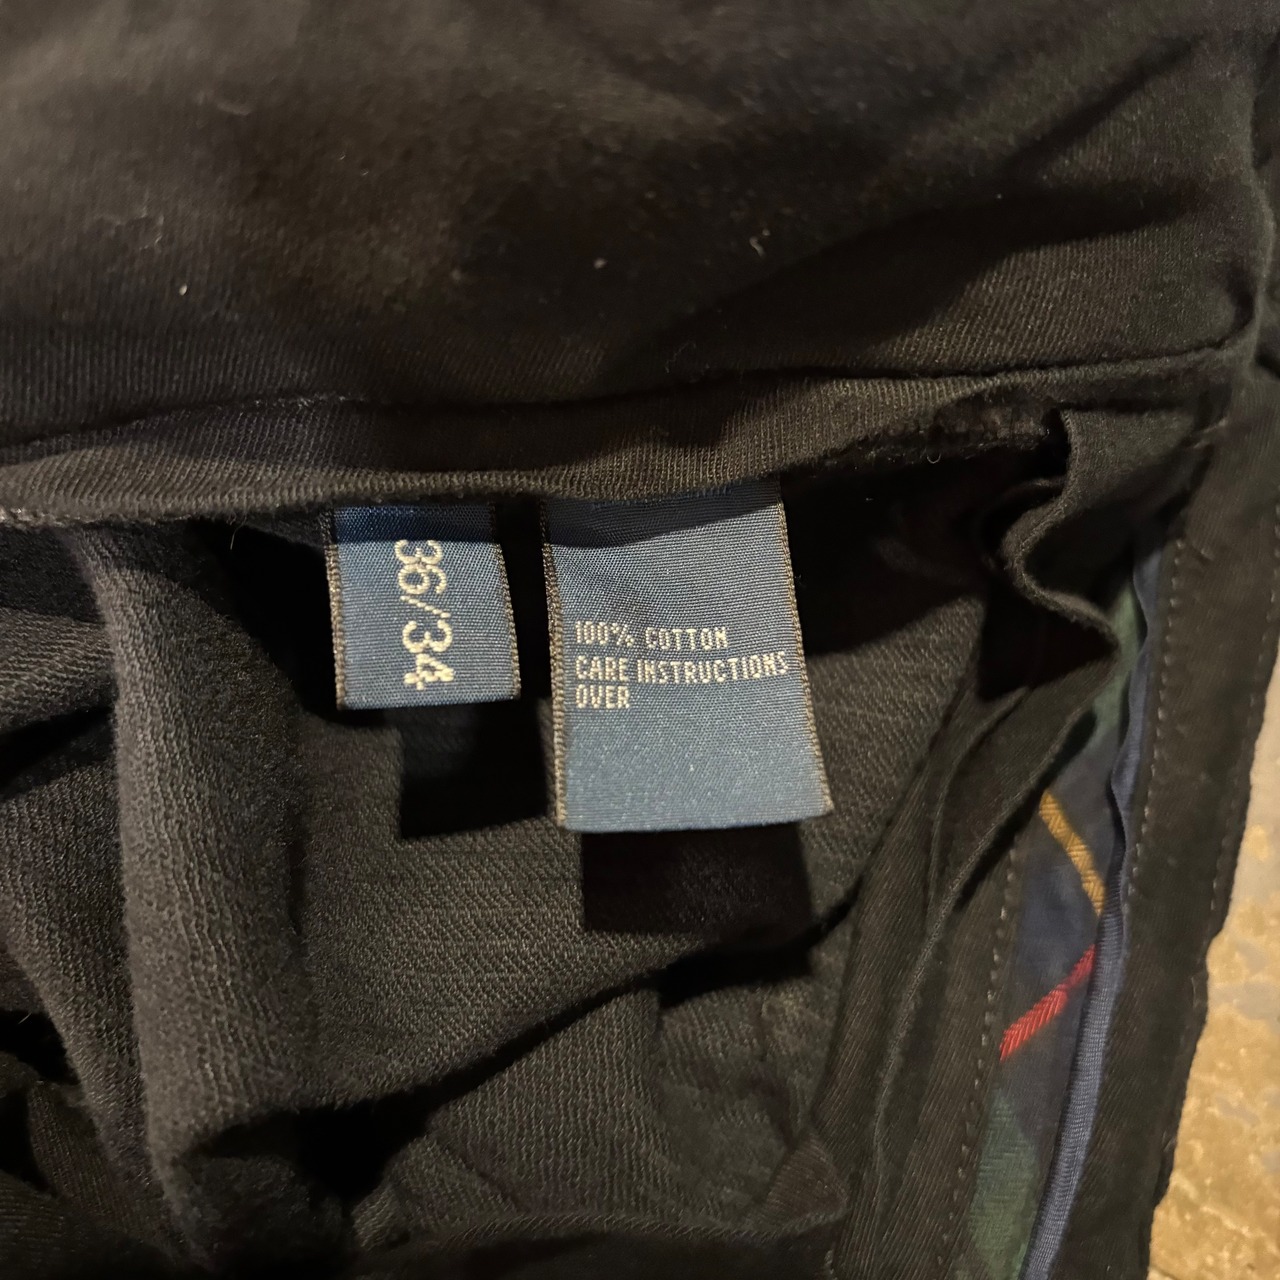 36/34
100% COTTON
CARE INSTRUCTIONS
OVER